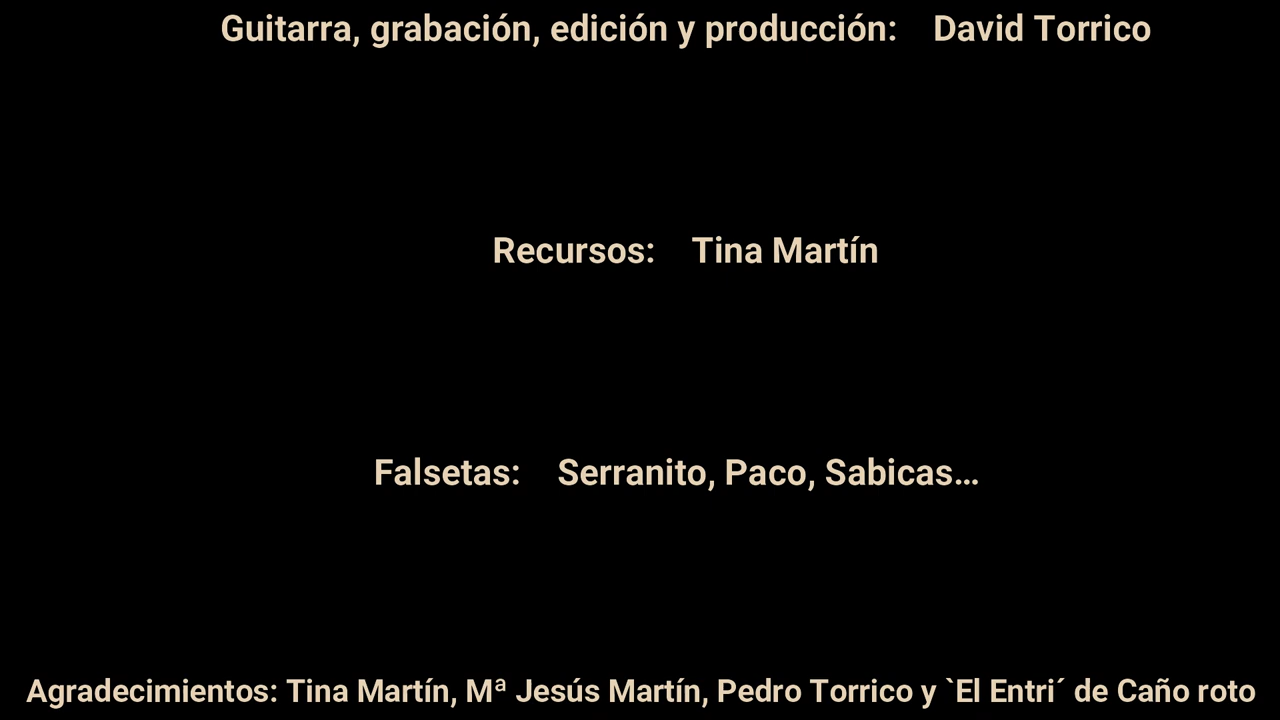 Guitarra, grabación, edición y producción: David Torrico
Recursos: Tina Martín
Falsetas: Serranito, Paco, Sabicas...
Agradecimientos: Tina Martín, Mª Jesús Martín, Pedro Torrico y `El Entri´ de Caño roto